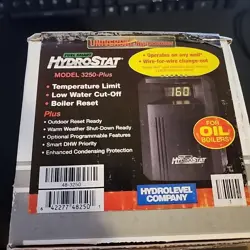 HYDROSTAT
MODEL 3250-Plus
• Temperature Limit
• Low Water Cut-Off
• Boiler Reset
Plus
• Outdoor Reset Ready
• Warm Weather Shut-Down Ready
• Optional Programmable Features
• Smart DHW Priority
• Enhanced Condensing Protection
• Operates on any well*
• Wire-for-wire change-out
160
HYDROSTAT
FOR
OIL
BOILERS!
HYDROLEVEL
COMPANY
48-3250